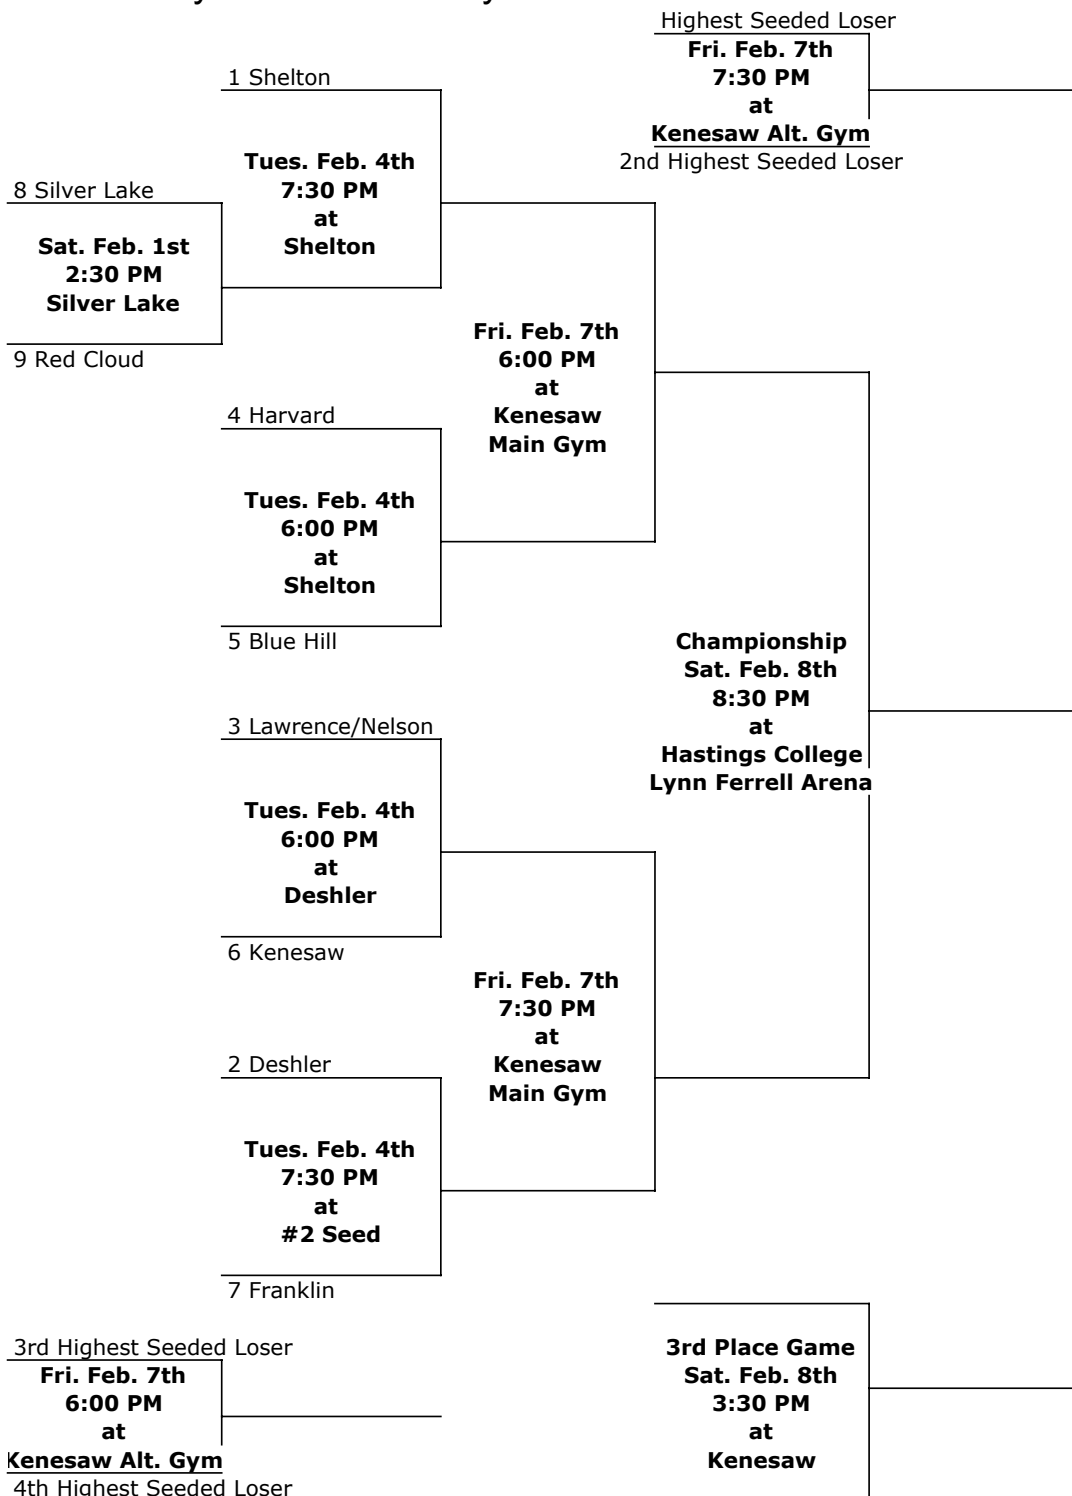 Highest Seeded Loser
Fri. Feb. 7th
7:30 PM
at
Kenesaw Alt. Gym
2nd Highest Seeded Loser
1 Shelton
Tues. Feb. 4th
7:30 PM
at
Shelton
8 Silver Lake
Sat. Feb. 1st
2:30 PM
Silver Lake
9 Red Cloud
Fri. Feb. 7th
6:00 PM
at
Kenesaw
Main Gym
4 Harvard
Tues. Feb. 4th
6:00 PM
at
Shelton
5 Blue Hill
Championship
Sat. Feb. 8th
8:30 PM
at
Hastings College
Lynn Ferrell Arena
3 Lawrence/Nelson
Tues. Feb. 4th
6:00 PM
at
Deshler
6 Kenesaw
Fri. Feb. 7th
7:30 PM
at
Kenesaw
Main Gym
2 Deshler
Tues. Feb. 4th
7:30 PM
at
#2 Seed
7 Franklin
3rd Highest Seeded Loser
Fri. Feb. 7th
6:00 PM
at
Kenesaw Alt. Gym
4th Highest Seeded Loser
3rd Place Game
Sat. Feb. 8th
3:30 PM
at
Kenesaw